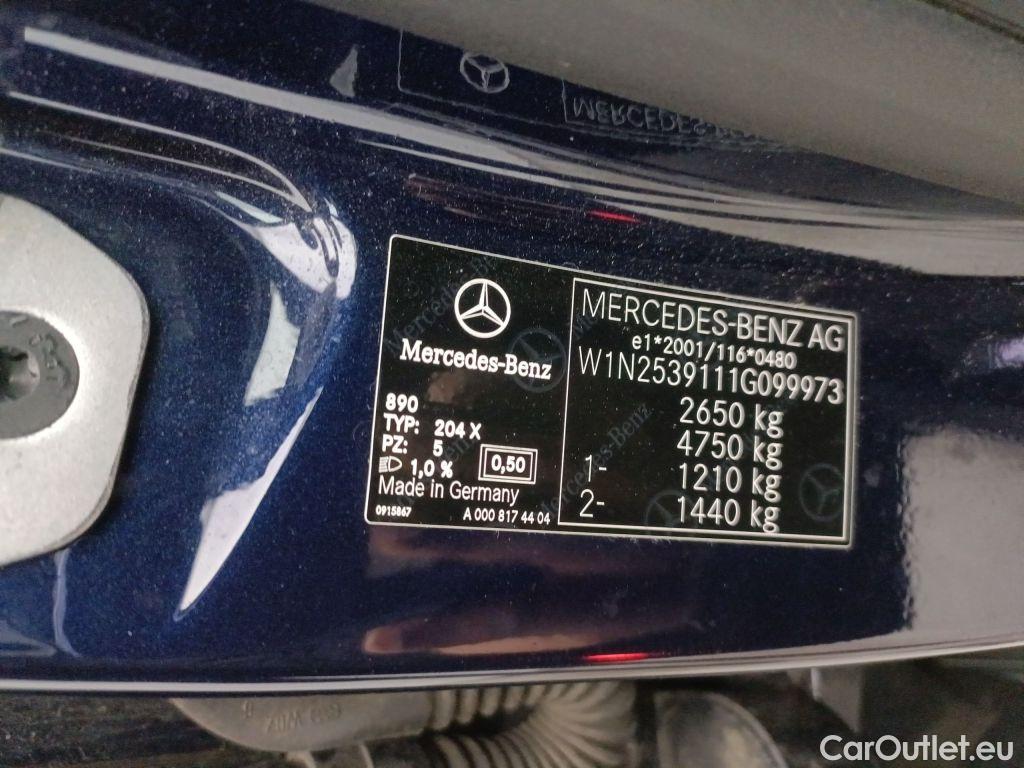 Mercedes-Benz
890
TYP: 204 X
PZ: 5
1,0 % 0,50
Made in Germany
0915867 A 000 817 44 04
MERCEDES-BENZ AG
e1*2001/116*0480
W1N2539111G099973
2650 kg
4750 kg
1- 1210 kg
2- 1440 kg
CarOutlet.eu